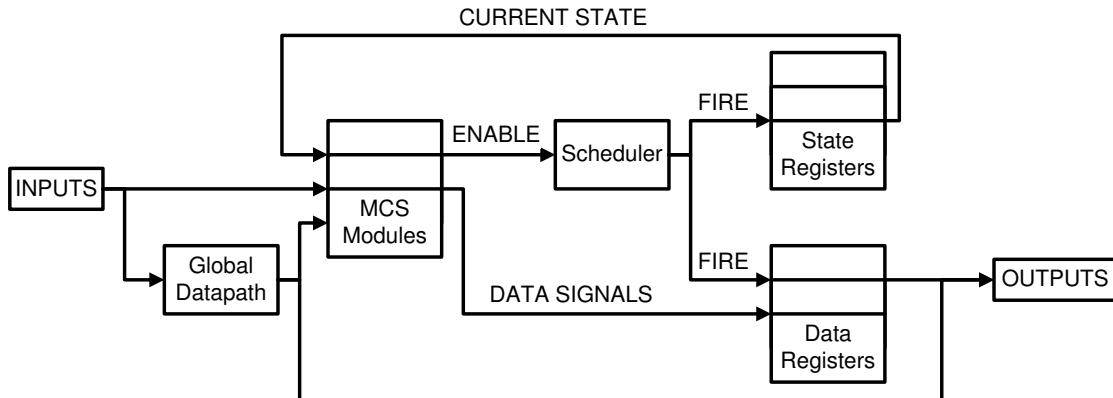 CURRENT STATE
FIRE
ENABLE
Scheduler
State
Registers
INPUTS
MCS
Modules
Global
Datapath
FIRE
OUTPUTS
DATA SIGNALS
Data
Registers